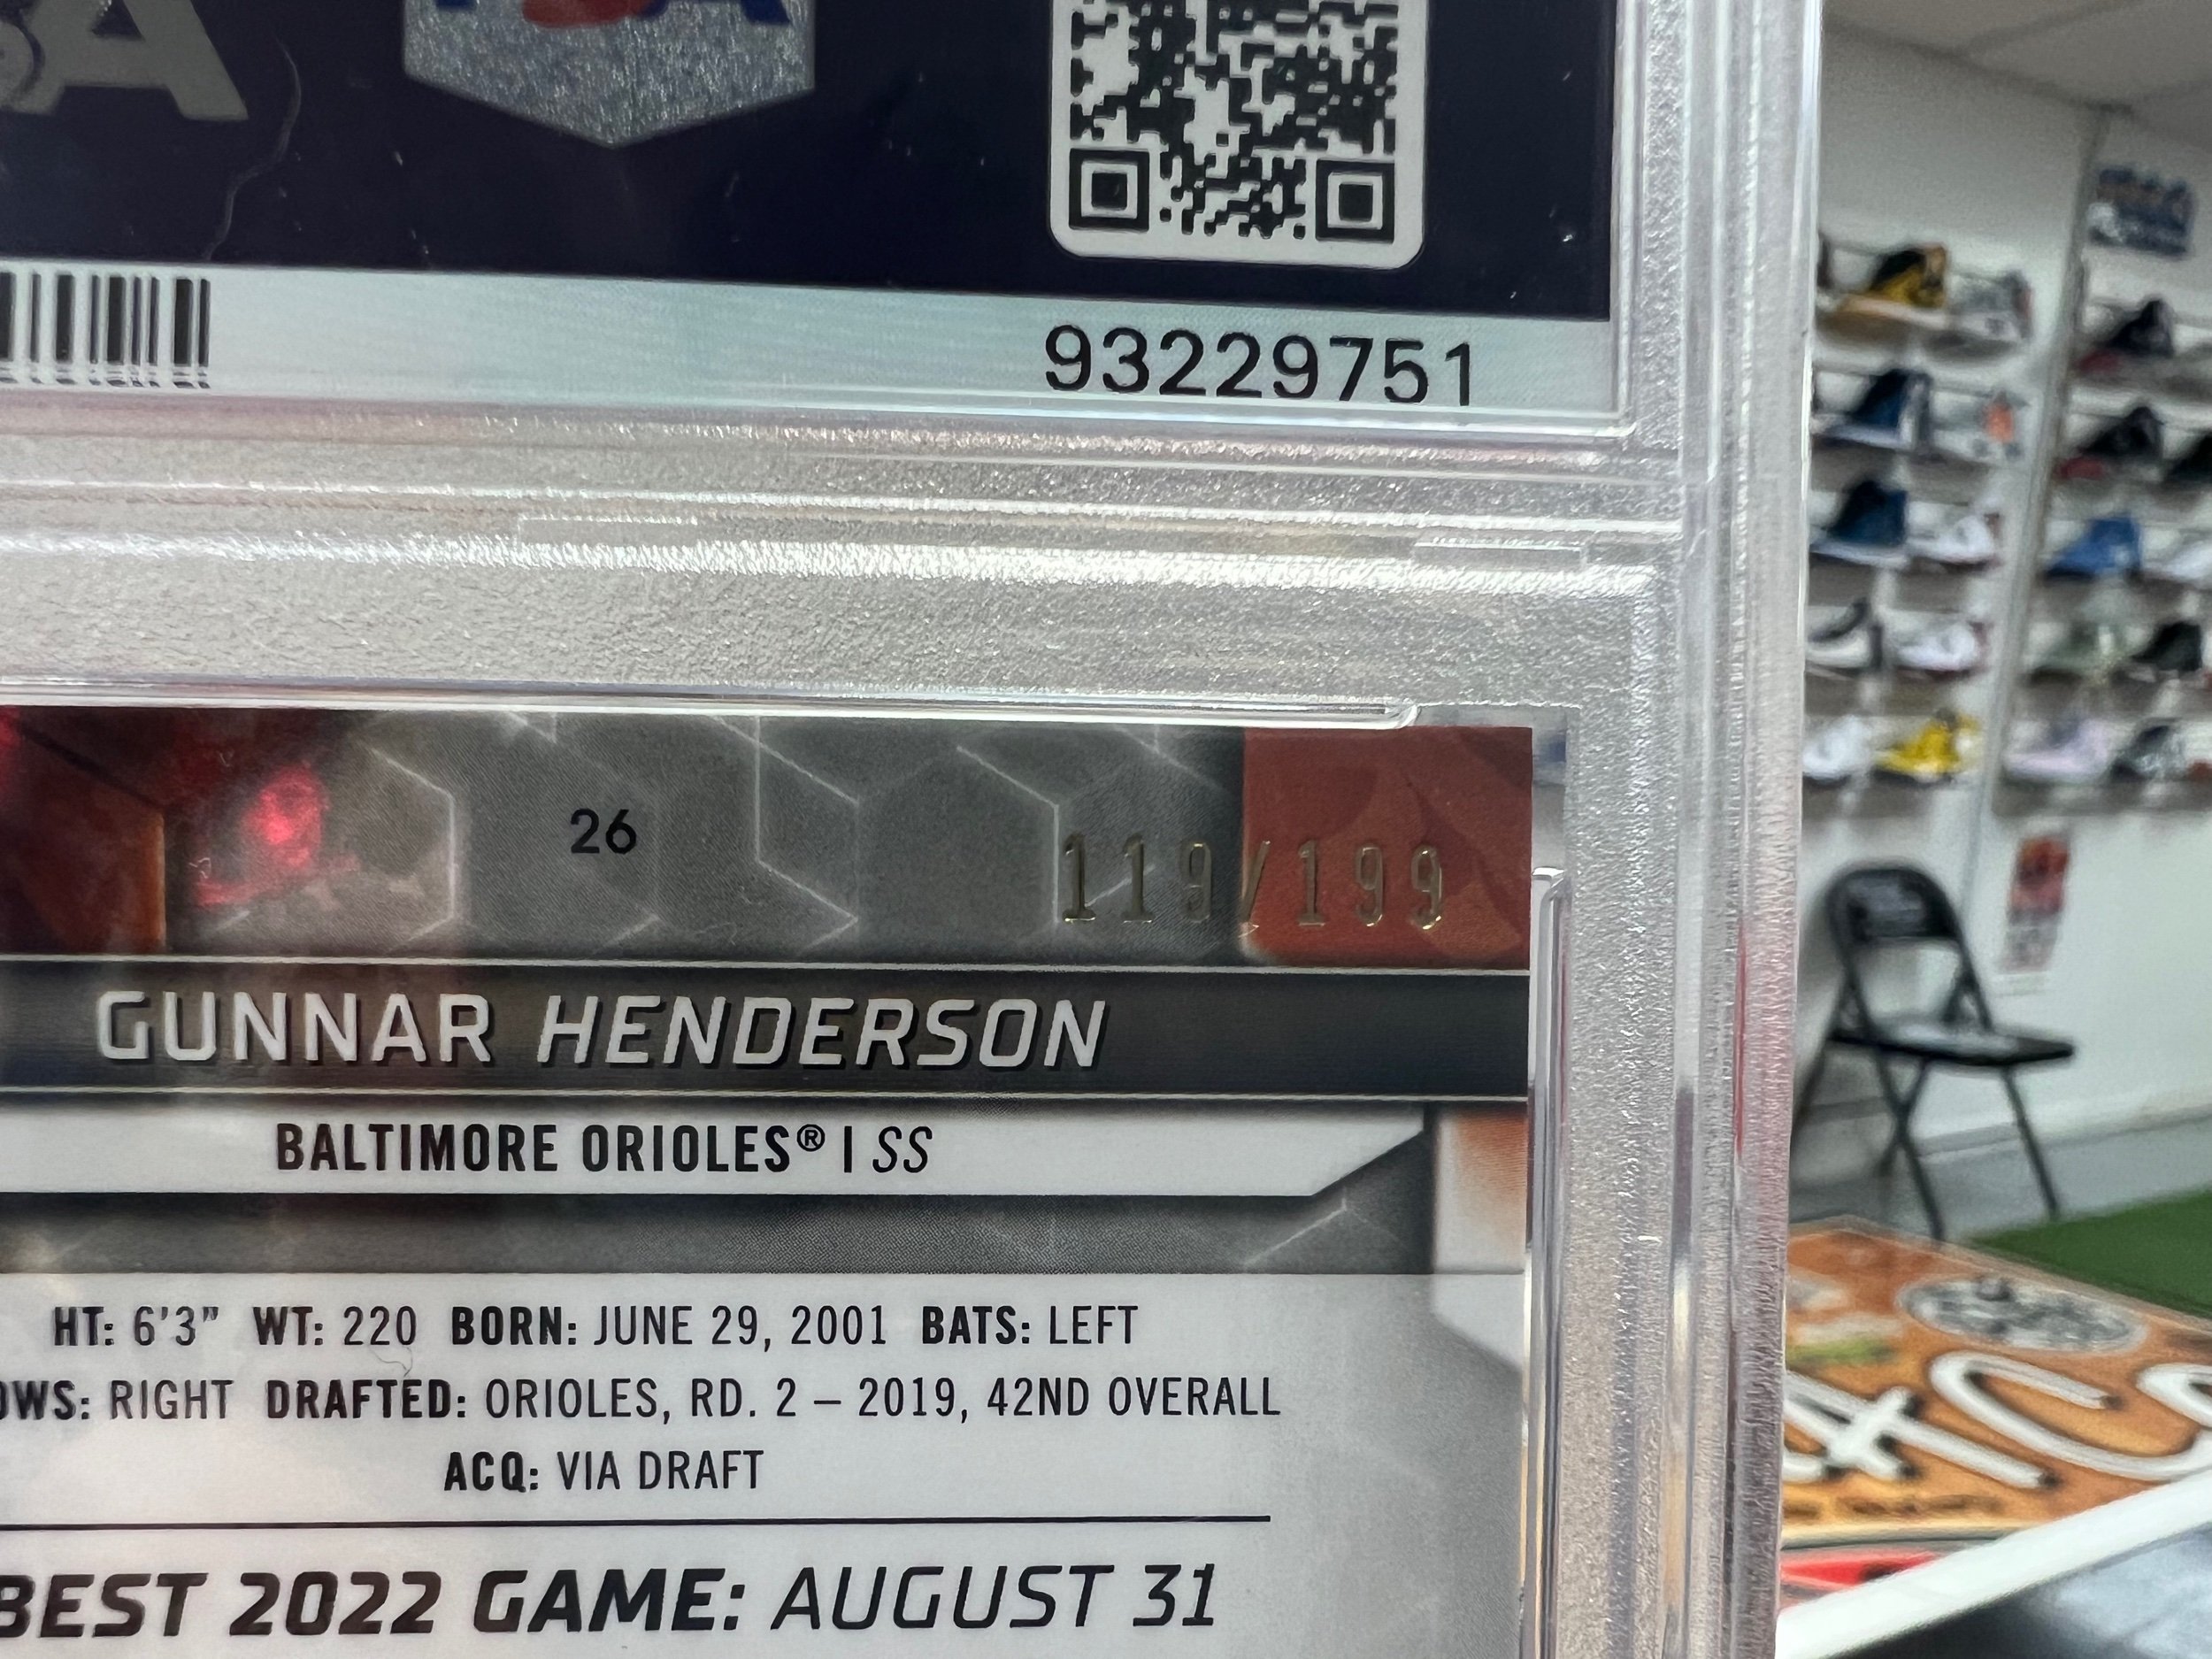 93229751
26
119/199
GUNNAR HENDERSON
BALTIMORE ORIOLES® | SS
HT: 6'3" WT: 220 BORN: JUNE 29, 2001 BATS: LEFT
OWS: RIGHT DRAFTED: ORIOLES, RD. 2 – 2019, 42ND OVERALL
ACQ: VIA DRAFT
BEST 2022 GAME: AUGUST 31